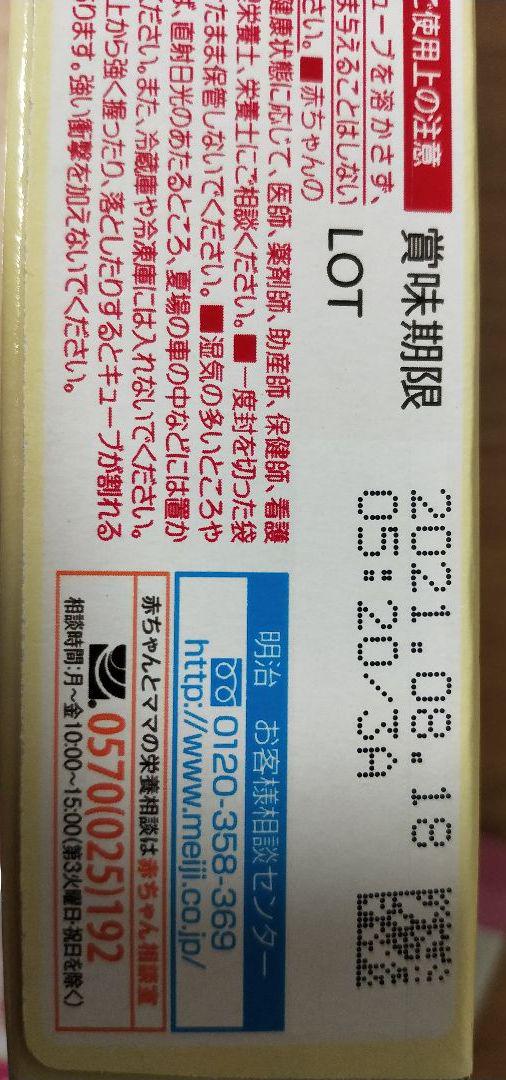 ご使用上の注意
ューブを溶かさず、
ま与えることはしない
さい。■赤ちゃんの
健康状態に応じて、医師、薬剤師、助産師、保健師、看護
栄養士、栄養士にご相談ください。■一度封を切った袋
たまま保管しないでください。■湿気の多いところや
ば、直射日光のあたるところ、夏場の車の中などには置か
ください。また、冷蔵庫や冷凍庫には入れないでください。
上から強く握ったり、落としたりするとキューブが割れる
ります。強い衝撃を加えないでください。
賞味期限 2021.08.18
LOT 05:20/3A
明治 お客様相談センター
0120-358-369
http://www.meiji.co.jp/
赤ちゃんとママの栄養相談は赤ちゃん相談室
0570(025)192
相談時間:月～金10:00～15:00(第3火曜日・祝日を除く)